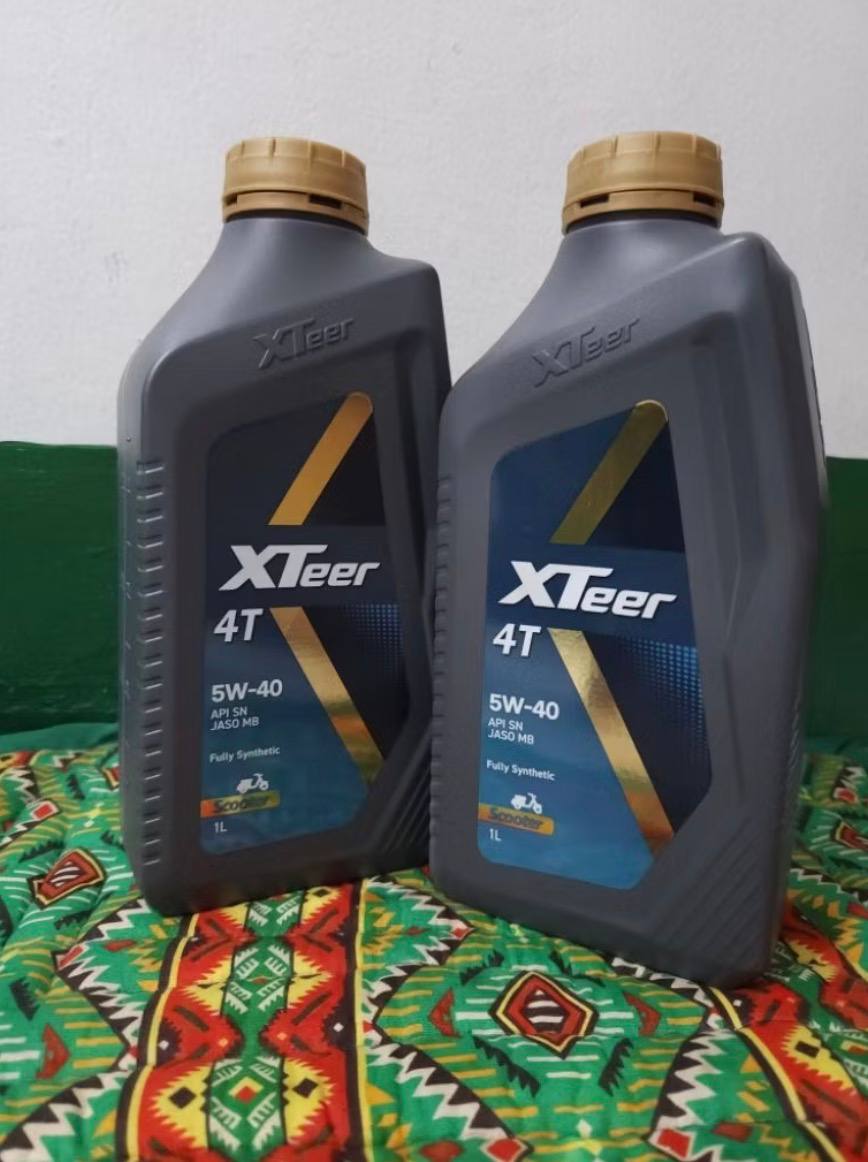 XTeer
XTeer
4T
5W-40
API SN
JASO MB
Fully Synthetic
Scooter
1L
XTeer
XTeer
4T
5W-40
API SN
JASO MB
Fully Synthetic
Scooter
1L